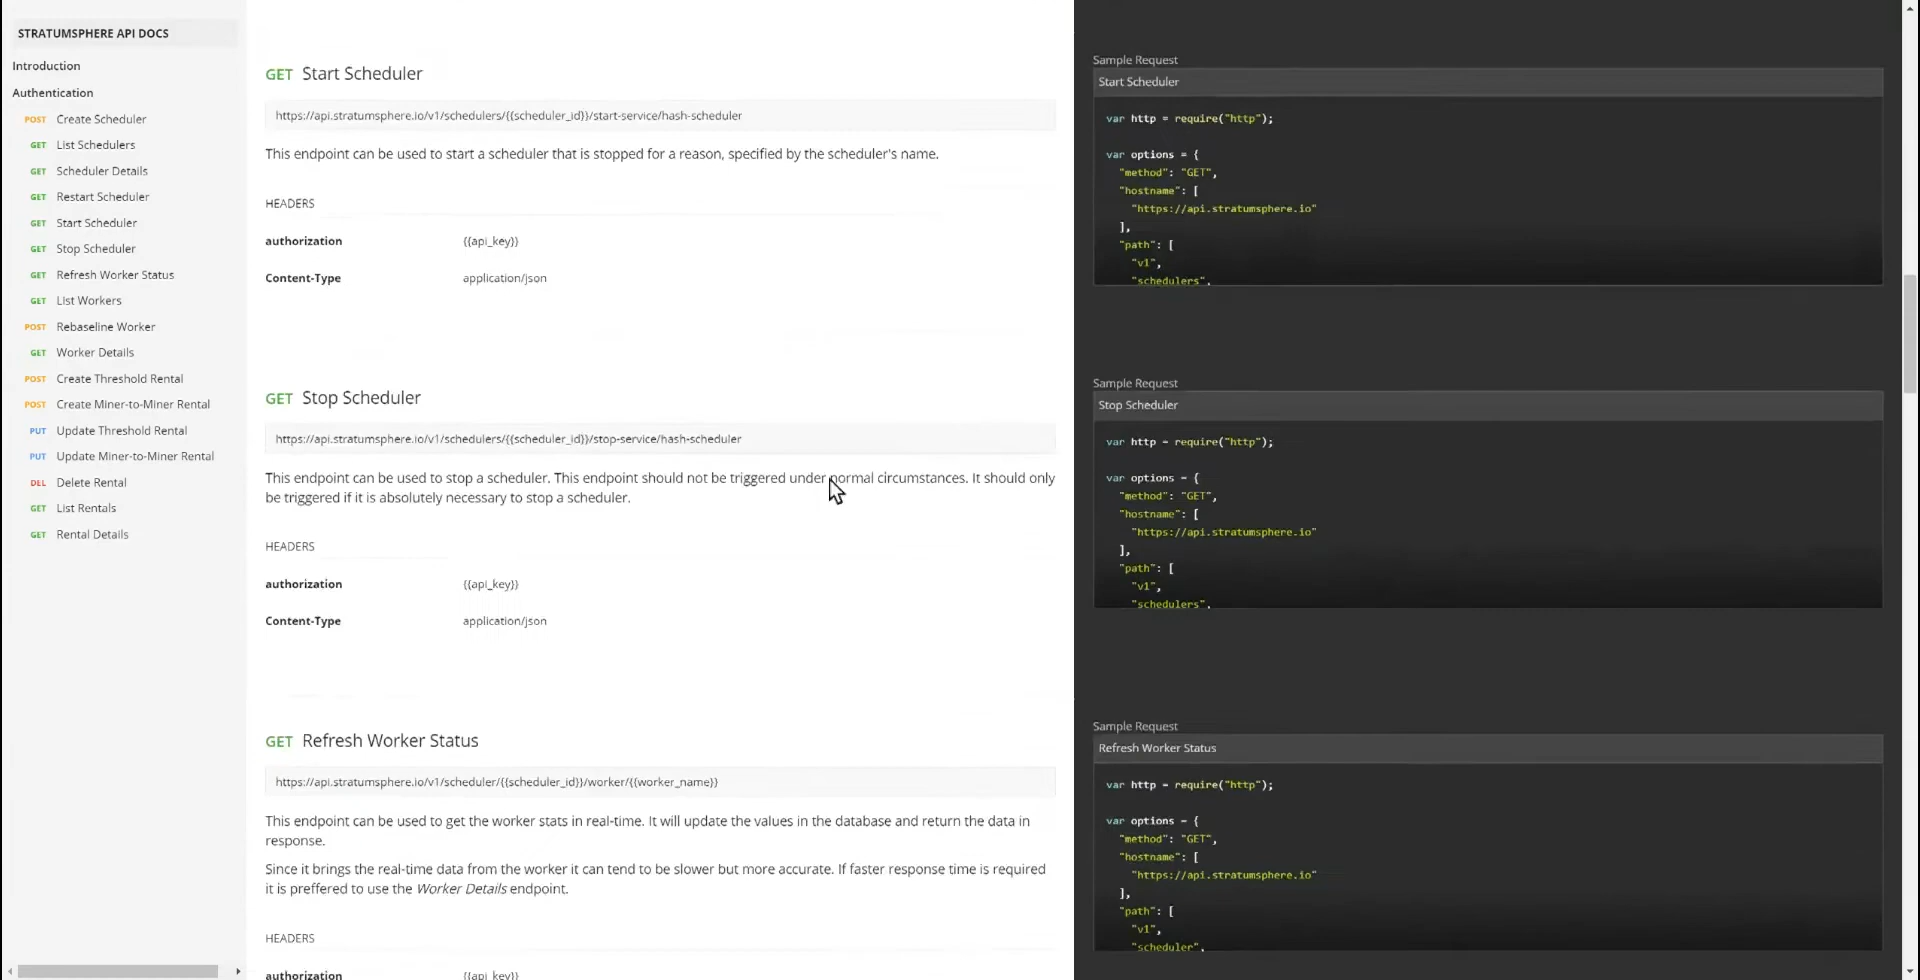 STRATUMSPHERE API DOCS
Introduction
Authentication
POST Create Scheduler
GET List Schedulers
GET Scheduler Details
GET Restart Scheduler
GET Start Scheduler
GET Stop Scheduler
GET Refresh Worker Status
GET List Workers
POST Rebaseline Worker
GET Worker Details
POST Create Threshold Rental
POST Create Miner-to-Miner Rental
PUT Update Threshold Rental
PUT Update Miner-to-Miner Rental
DEL Delete Rental
GET List Rentals
GET Rental Details
GET Start Scheduler
https://api.stratumsphere.io/v1/schedulers/{{scheduler_id}}/start-service/hash-scheduler
This endpoint can be used to start a scheduler that is stopped for a reason, specified by the scheduler's name.
HEADERS
authorization {{api_key}}
Content-Type application/json
GET Stop Scheduler
https://api.stratumsphere.io/v1/schedulers/{{scheduler_id}}/stop-service/hash-scheduler
This endpoint can be used to stop a scheduler. This endpoint should not be triggered under normal circumstances. It should only
be triggered if it is absolutely necessary to stop a scheduler.
HEADERS
authorization {{api_key}}
Content-Type application/json
GET Refresh Worker Status
https://api.stratumsphere.io/v1/scheduler/{{scheduler_id}}/worker/{{worker_name}}
This endpoint can be used to get the worker stats in real-time. It will update the values in the database and return the data in
response.
Since it brings the real-time data from the worker it can tend to be slower but more accurate. If faster response time is required
it is preffered to use the Worker Details endpoint.
HEADERS
authorization {{api_key}}
Sample Request
Start Scheduler
var http = require("http");
var options = {
"method": "GET",
"hostname": [
"https://api.stratumsphere.io"
],
"path": [
"v1",
"schedulers",
Sample Request
Stop Scheduler
var http = require("http");
var options = {
"method": "GET",
"hostname": [
"https://api.stratumsphere.io"
],
"path": [
"v1",
"schedulers",
Sample Request
Refresh Worker Status
var http = require("http");
var options = {
"method": "GET",
"hostname": [
"https://api.stratumsphere.io"
],
"path": [
"v1",
"scheduler",